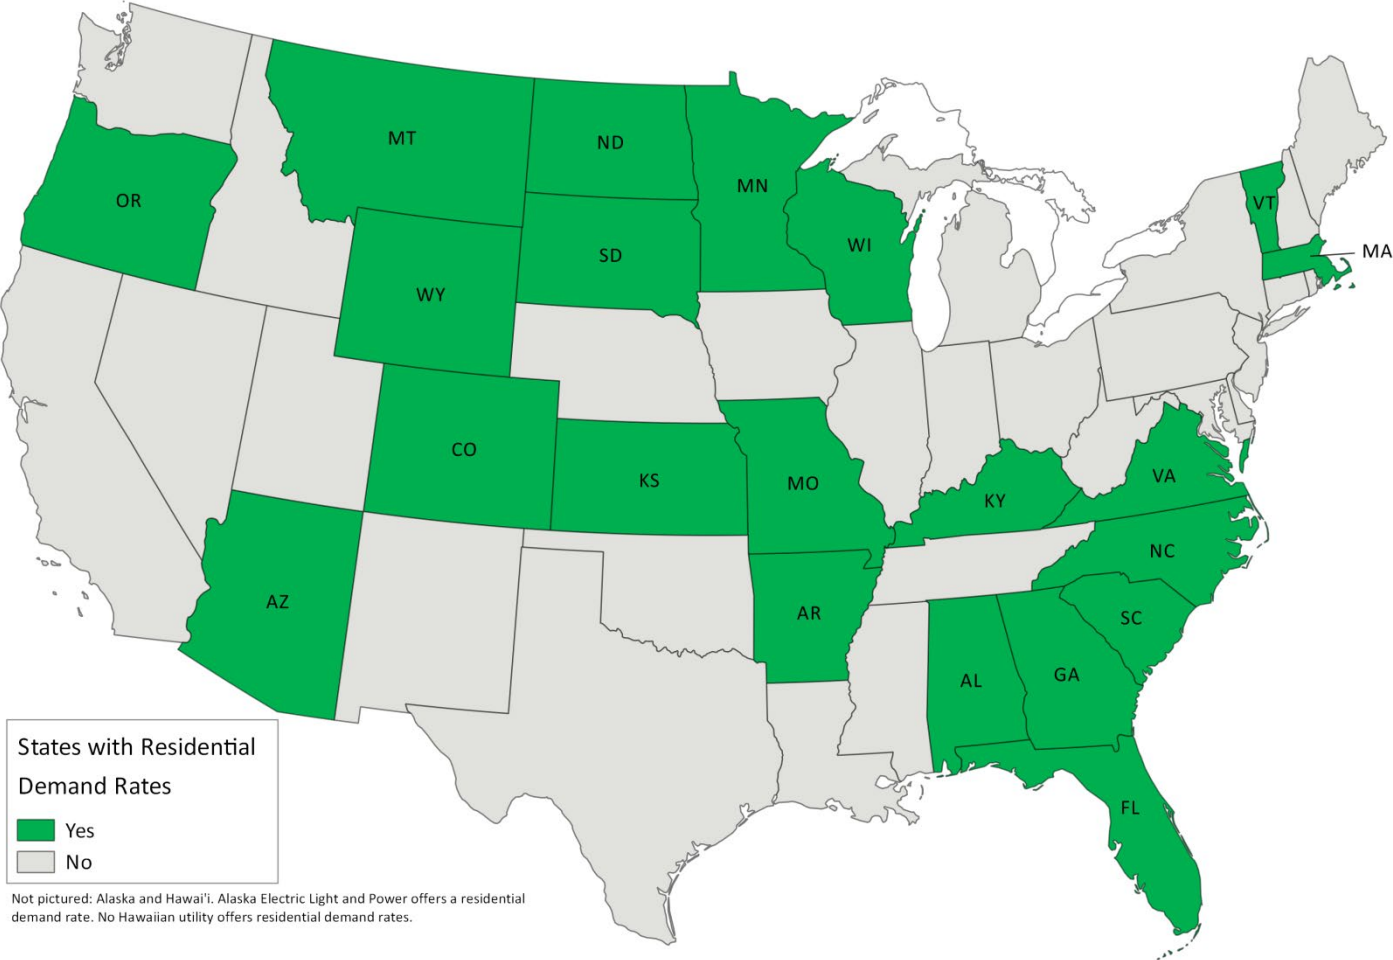 MT
ND
MN
OR
VT
SD
WI
MA
WY
CO
KS
MO
VA
KY
NC
AZ
AR
SC
AL
GA
States with Residential
Demand Rates
FL
Yes
No
Not pictured: Alaska and Hawai'i. Alaska Electric Light and Power offers a residential
demand rate. No Hawaiian utility offers residential demand rates.